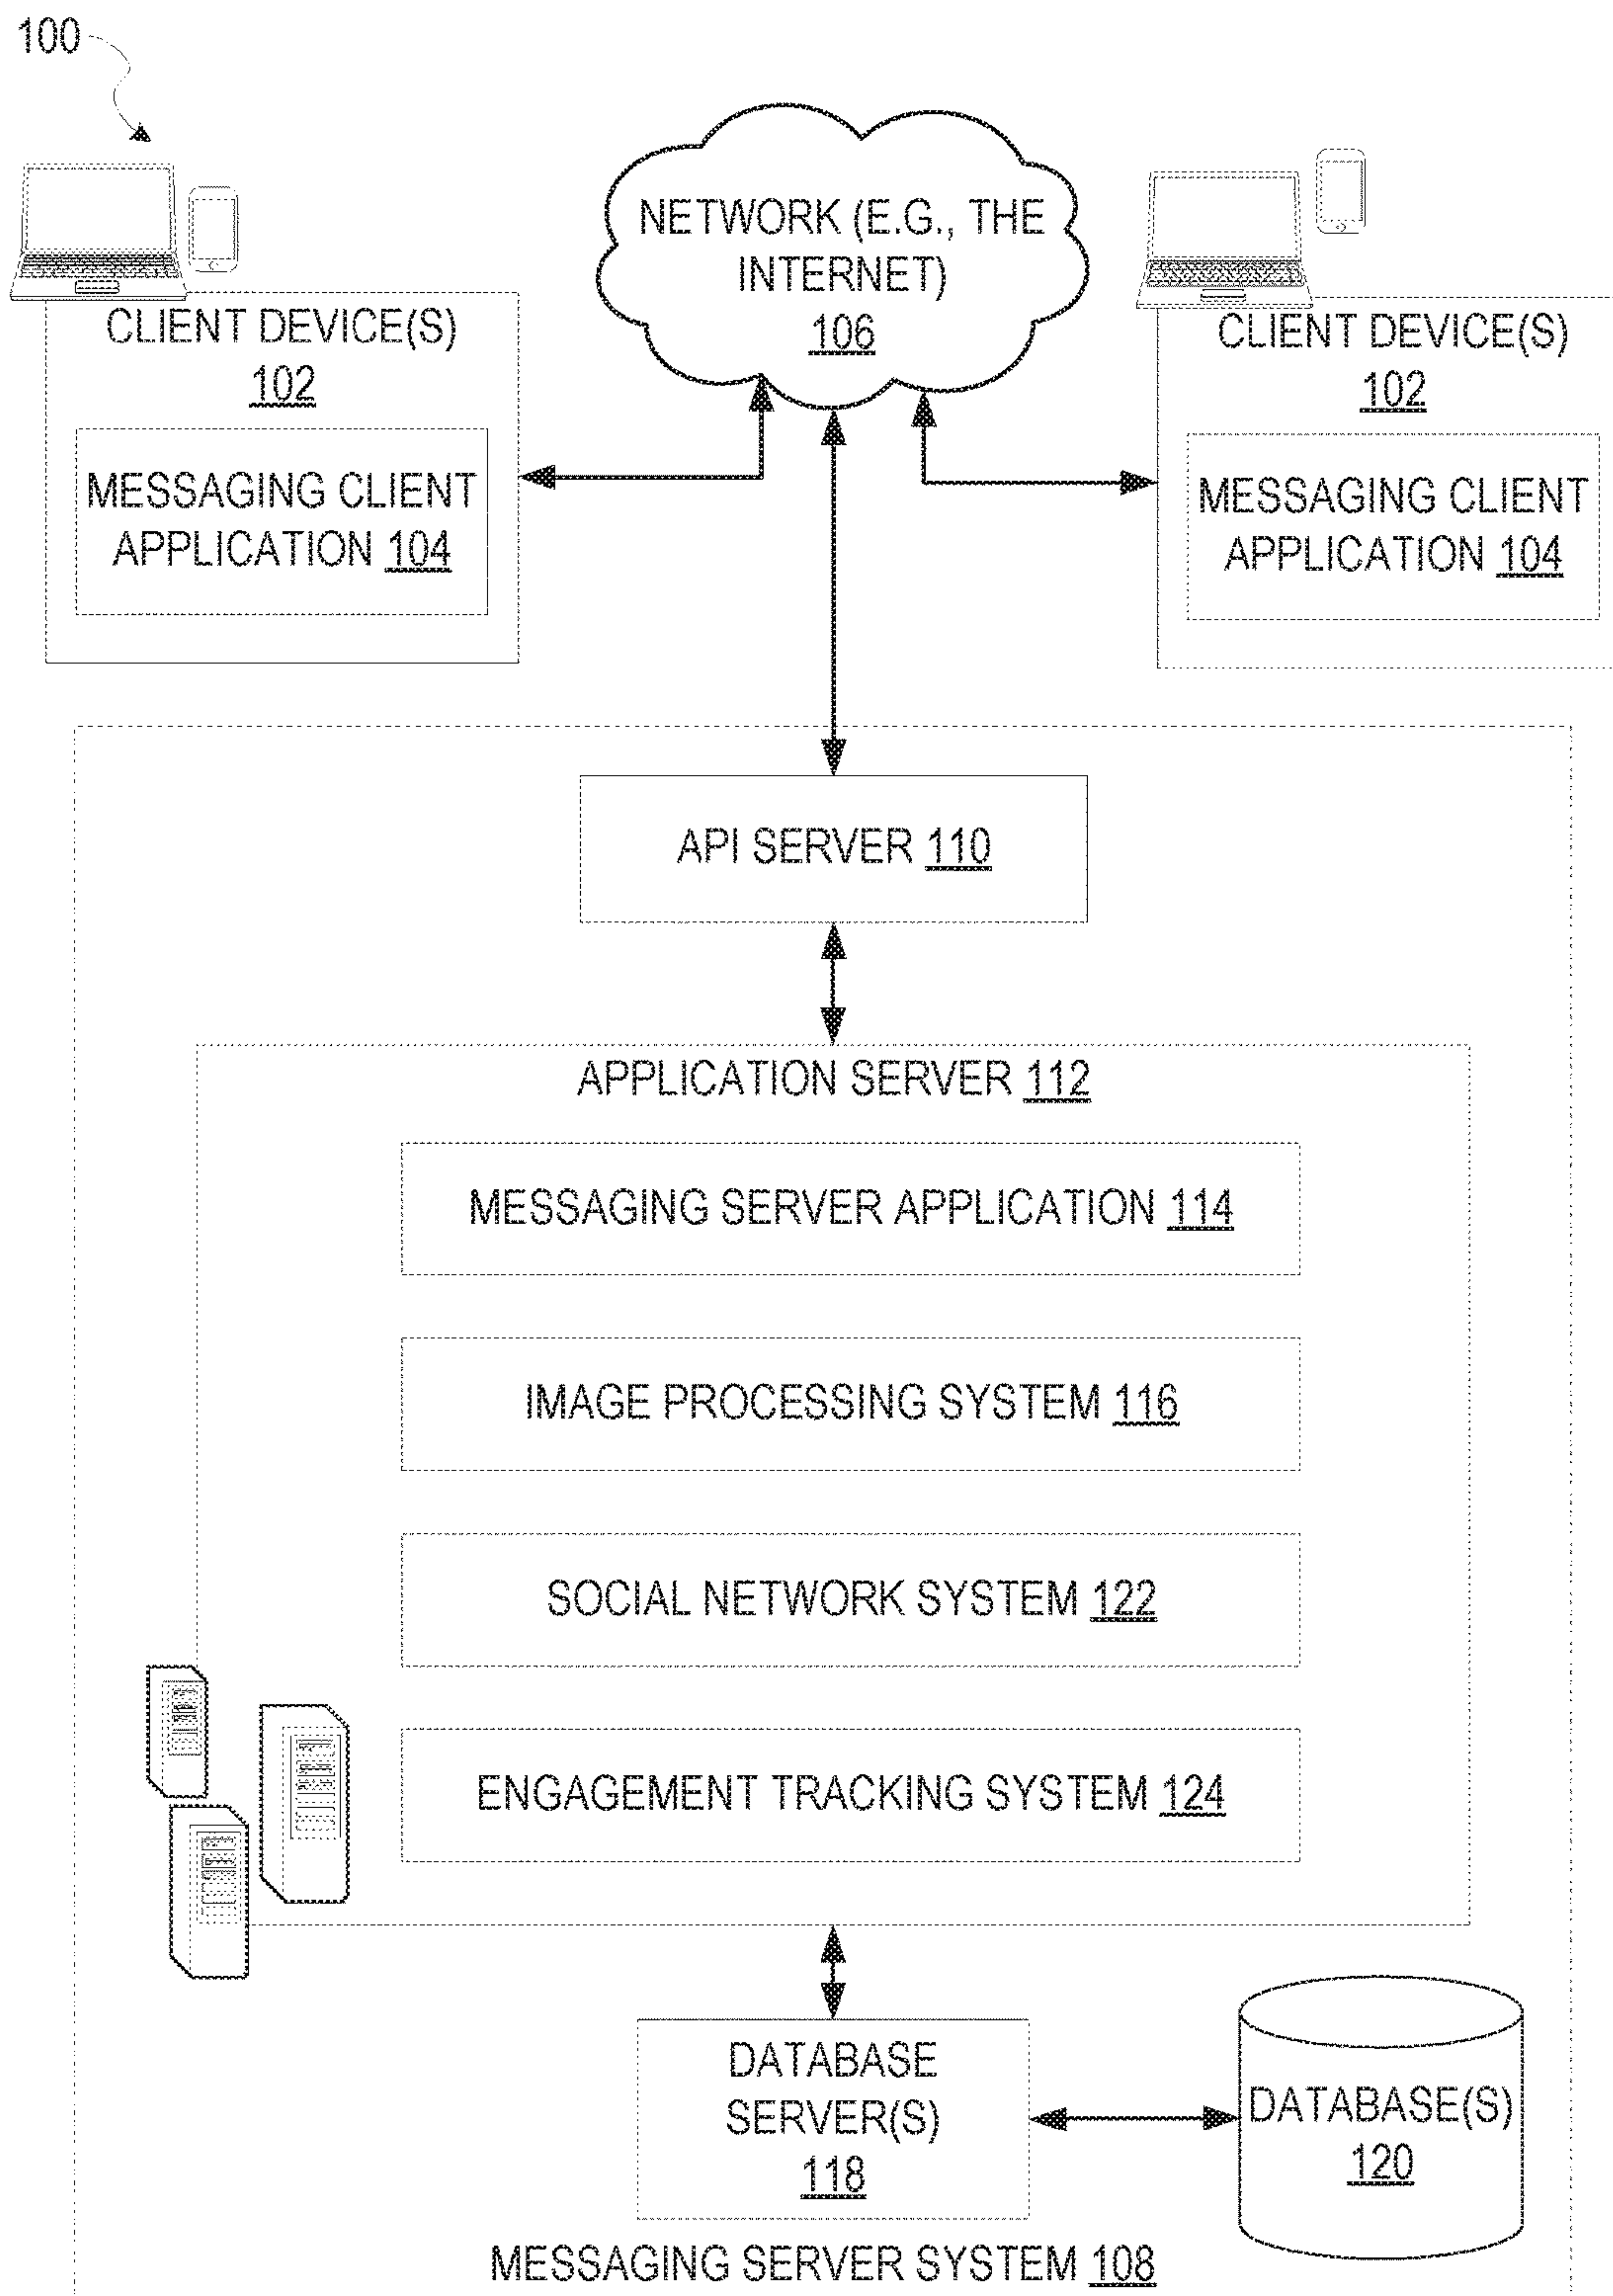 100
NETWORK (E.G., THE
INTERNET)
106
CLIENT DEVICE(S)
102
MESSAGING CLIENT
APPLICATION 104
CLIENT DEVICE(S)
102
MESSAGING CLIENT
APPLICATION 104
API SERVER 110
APPLICATION SERVER 112
MESSAGING SERVER APPLICATION 114
IMAGE PROCESSING SYSTEM 116
SOCIAL NETWORK SYSTEM 122
ENGAGEMENT TRACKING SYSTEM 124
DATABASE
SERVER(S)
118
DATABASE(S)
120
MESSAGING SERVER SYSTEM 108